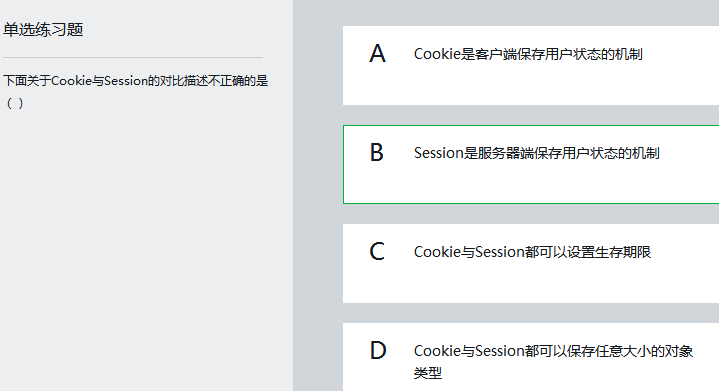 单选练习题
下面关于Cookie与Session的对比描述不正确的是
（ ）
A
Cookie是客户端保存用户状态的机制
B
Session是服务器端保存用户状态的机制
C
Cookie与Session都可以设置生存期限
D
Cookie与Session都可以保存任意大小的对象
类型